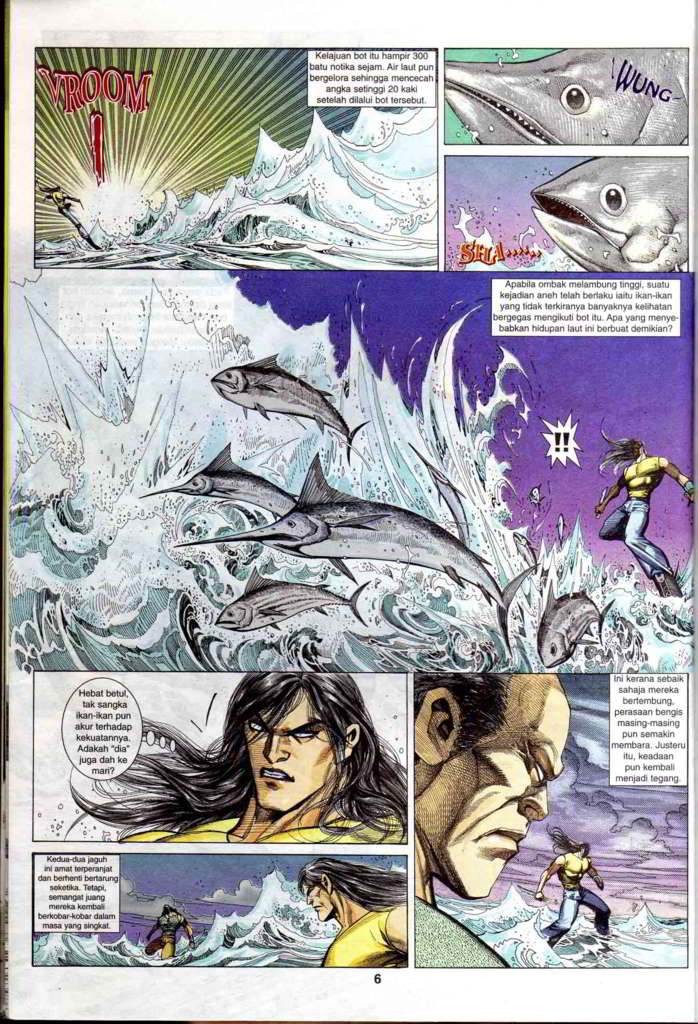 Kelajuan bot itu hampir 300
batu notika sejam. Air laut pun
bergelora sehingga mencecah
angka setinggi 20 kaki
setelah dilalui bot tersebut.
VROOM
!
WUNG~
SHA......
Apabila ombak melambung tinggi, suatu
kejadian aneh telah berlaku iaitu ikan-ikan
yang tidak terkiranya banyaknya kelihatan
bergegas mengikuti bot itu. Apa yang menye-
babkan hidupan laut ini berbuat demikian?
!!
Hebat betul,
tak sangka
ikan-ikan pun
akur terhadap
kekuatannya.
Adakah "dia"
juga dah ke
mari?
Kedua-dua jaguh
ini amat terperanjat
dan berhenti bertarung
seketika. Tetapi,
semangat juang
mereka kembali
berkobar-kobar dalam
masa yang singkat.
Ini kerana sebaik
sahaja mereka
bertembung,
perasaan bengis
masing-masing
pun semakin
membara. Justeru
itu, keadaan
pun kembali
menjadi tegang.
6